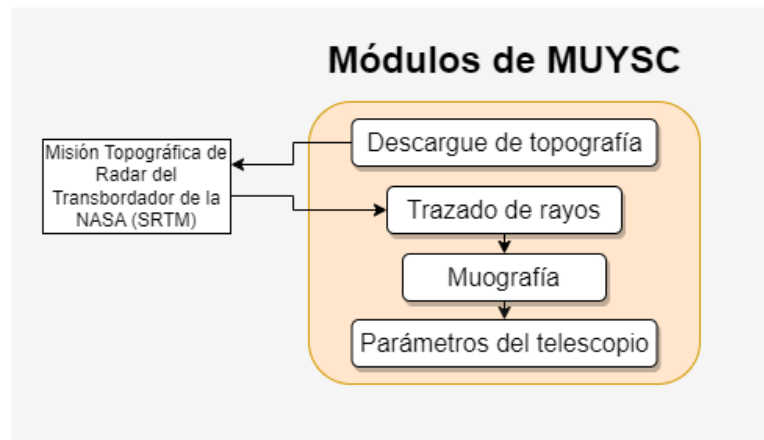 Módulos de MUYSC
Descargue de topografía
Misión Topográfica de
Radar del
Transbordador de la
NASA (SRTM)
Trazado de rayos
Muografía
Parámetros del telescopio